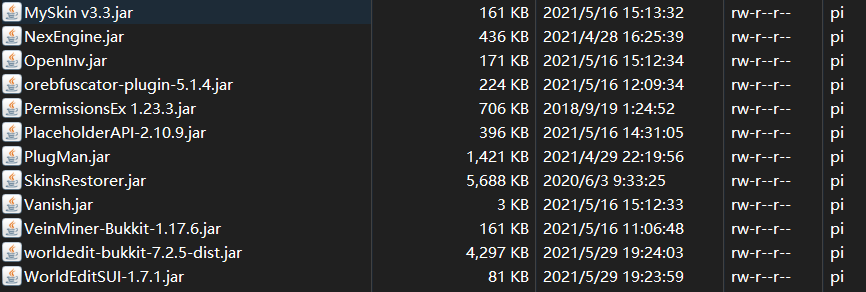 MySkin v3.3.jar 161 KB 2021/5/16 15:13:32 rw-r--r-- pi
NexEngine.jar 436 KB 2021/4/28 16:25:39 rw-r--r-- pi
OpenInv.jar 171 KB 2021/5/16 15:12:34 rw-r--r-- pi
orebfuscator-plugin-5.1.4.jar 224 KB 2021/5/16 12:09:34 rw-r--r-- pi
PermissionsEx 1.23.3.jar 706 KB 2018/9/19 1:24:52 rw-r--r-- pi
PlaceholderAPI-2.10.9.jar 396 KB 2021/5/16 14:31:05 rw-r--r-- pi
PlugMan.jar 1,421 KB 2021/4/29 22:19:56 rw-r--r-- pi
SkinsRestorer.jar 5,688 KB 2020/6/3 9:33:25 rw-r--r-- pi
Vanish.jar 3 KB 2021/5/16 15:12:33 rw-r--r-- pi
VeinMiner-Bukkit-1.17.6.jar 161 KB 2021/5/16 11:06:48 rw-r--r-- pi
worldedit-bukkit-7.2.5-dist.jar 4,297 KB 2021/5/29 19:24:03 rw-r--r-- pi
WorldEditSUI-1.7.1.jar 81 KB 2021/5/29 19:23:59 rw-r--r-- pi